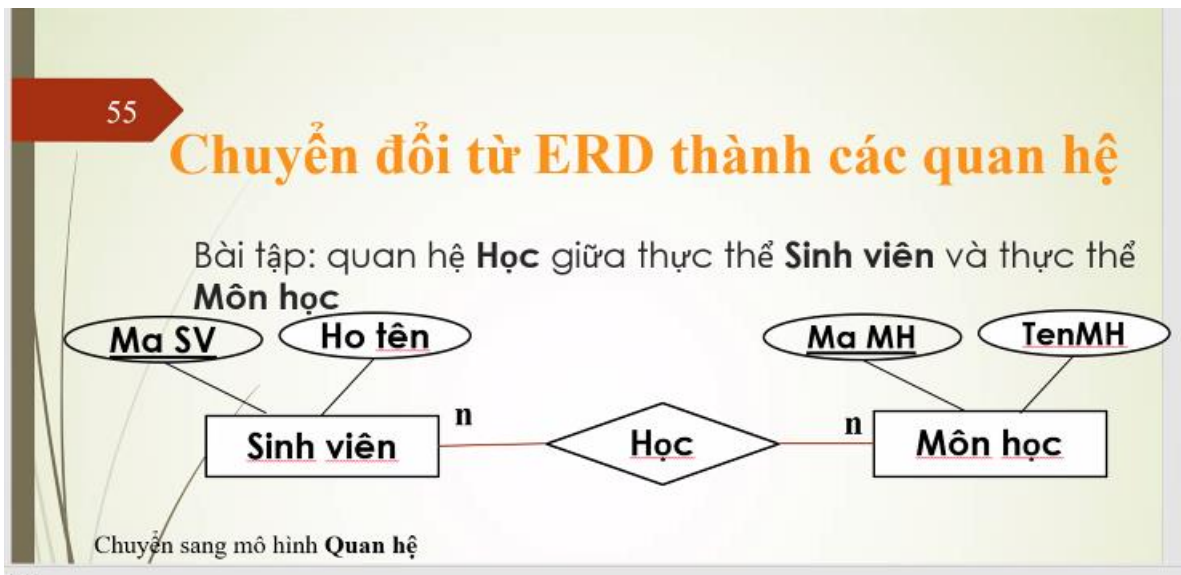 55
Chuyển đổi từ ERD thành các quan hệ
Bài tập: quan hệ Học giữa thực thể Sinh viên và thực thể
Môn học
Ma SV Ho tên Ma MH TenMH
n n
Sinh viên Học Môn học
Chuyển sang mô hình Quan hệ